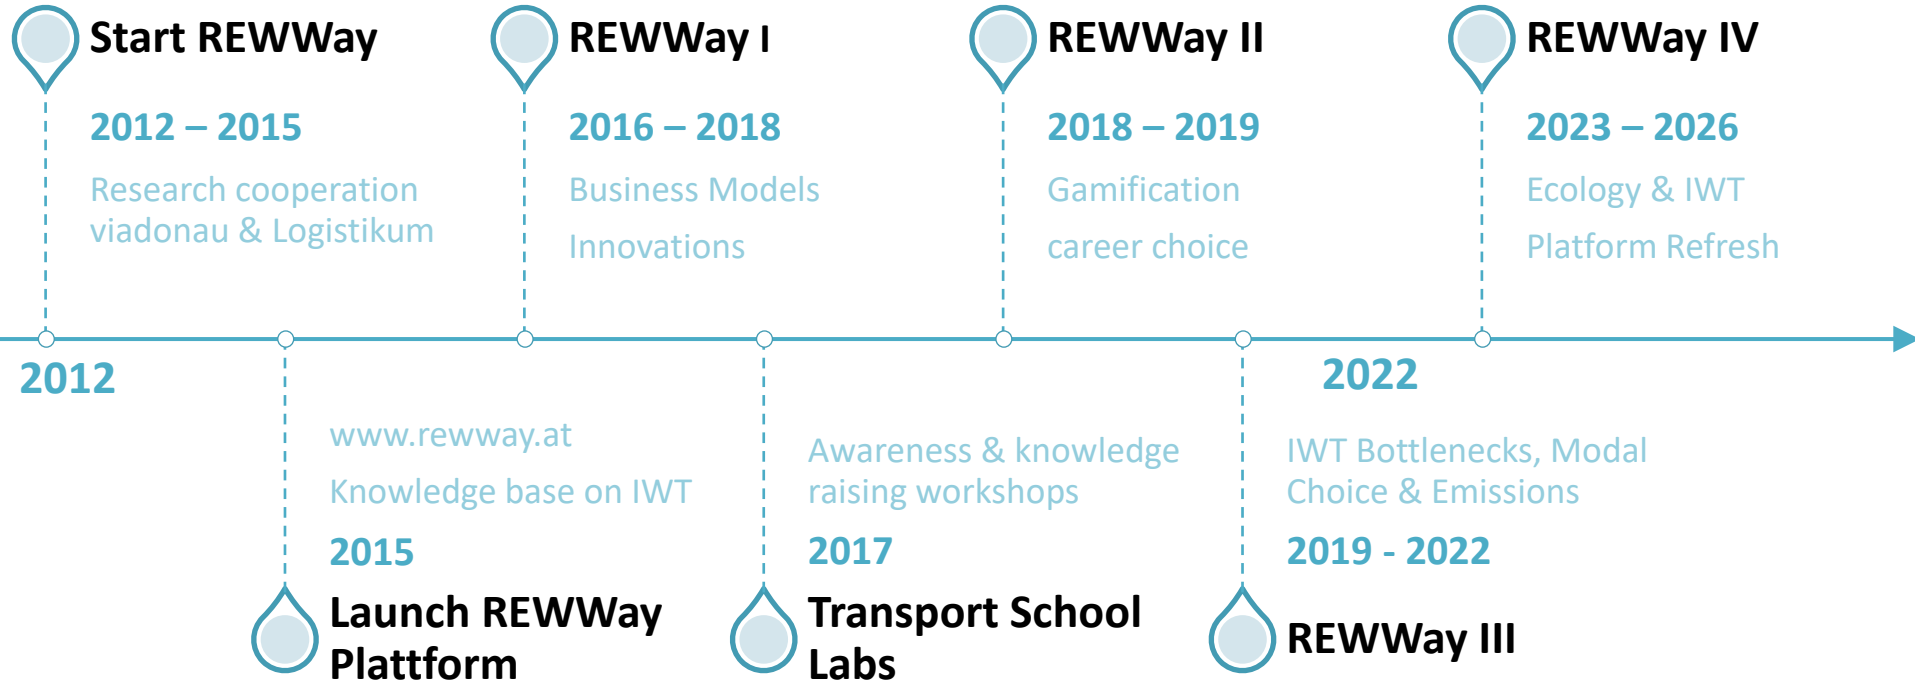 Start REWWay
2012 – 2015
Research cooperation
viadonau & Logistikum
REWWay I
2016 – 2018
Business Models
Innovations
REWWay II
2018 – 2019
Gamification
career choice
REWWay IV
2023 – 2026
Ecology & IWT
Platform Refresh
2012
2022
www.rewway.at
Knowledge base on IWT
2015
Launch REWWay
Plattform
Awareness & knowledge
raising workshops
2017
Transport School
Labs
IWT Bottlenecks, Modal
Choice & Emissions
2019 - 2022
REWWay III